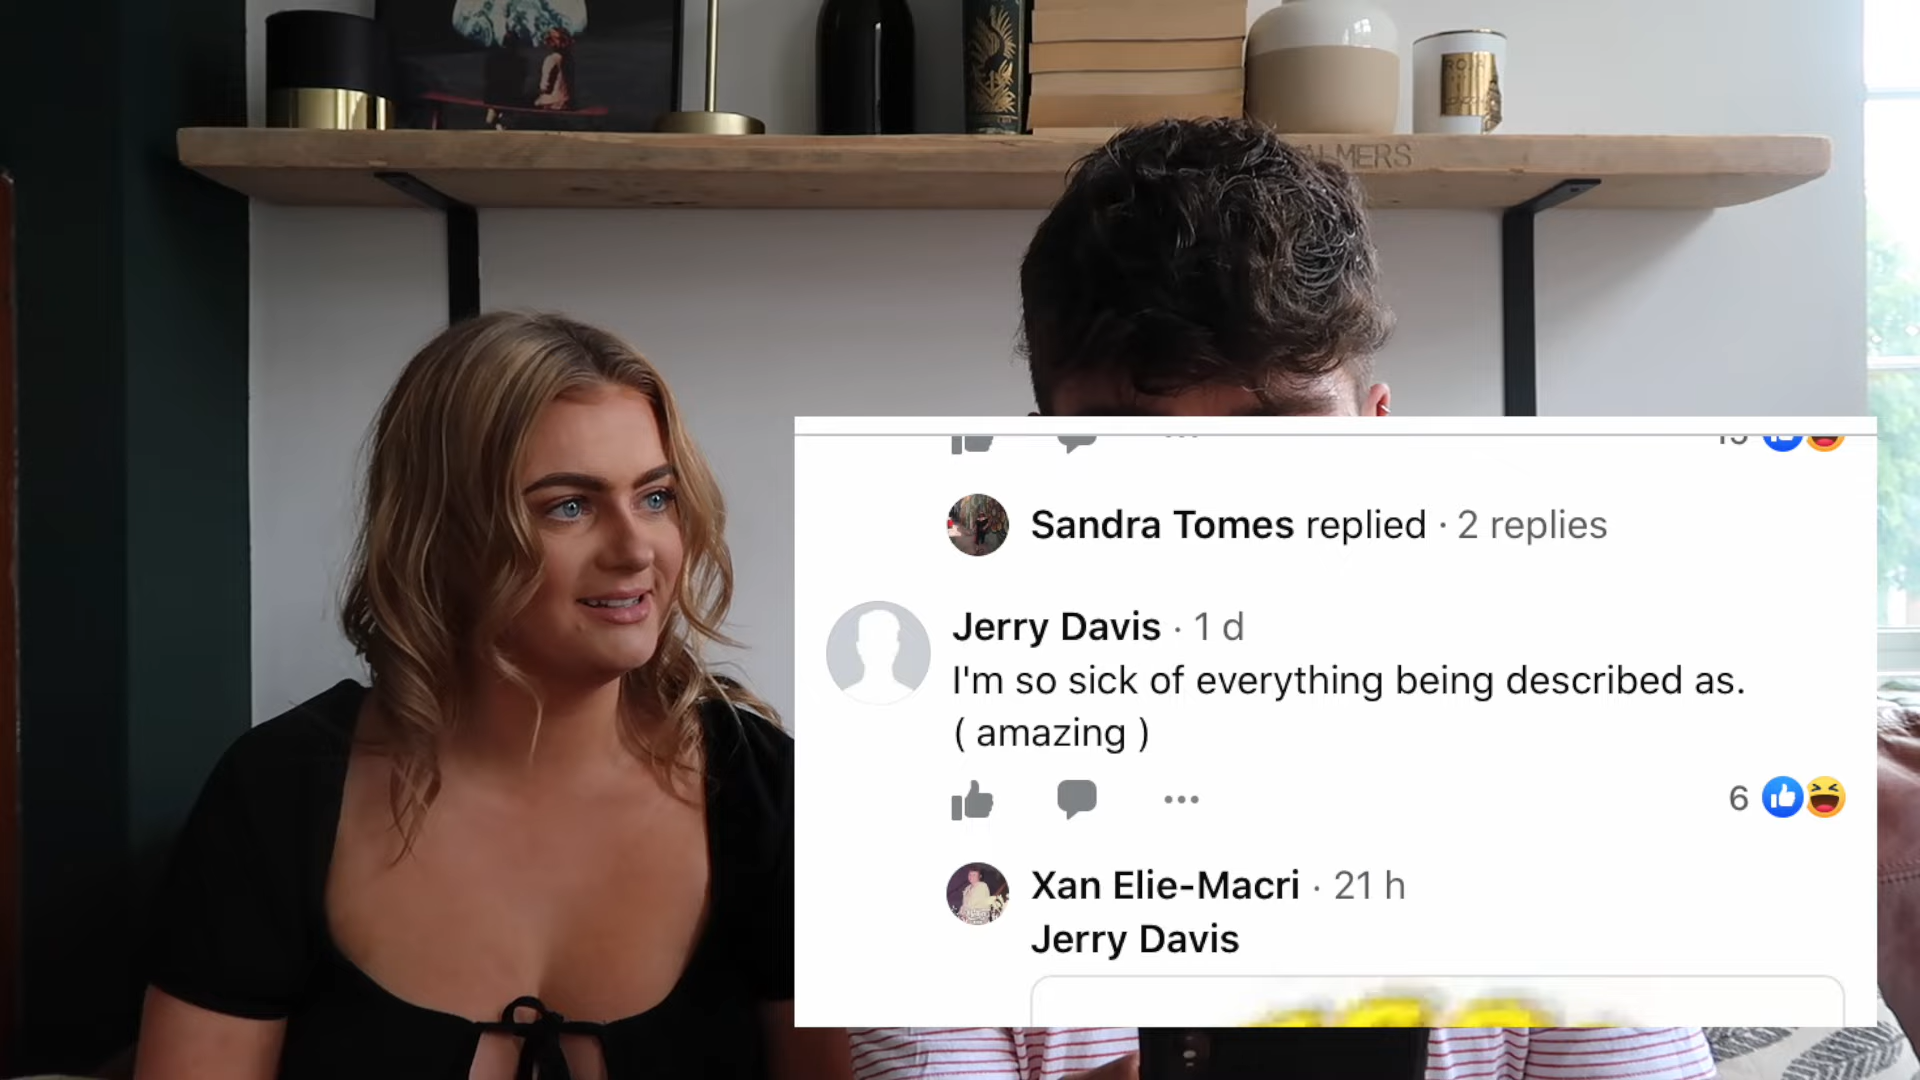 ALMERS
Sandra Tomes replied · 2 replies
Jerry Davis · 1 d
I'm so sick of everything being described as.
( amazing )
6
Xan Elie-Macri · 21 h
Jerry Davis